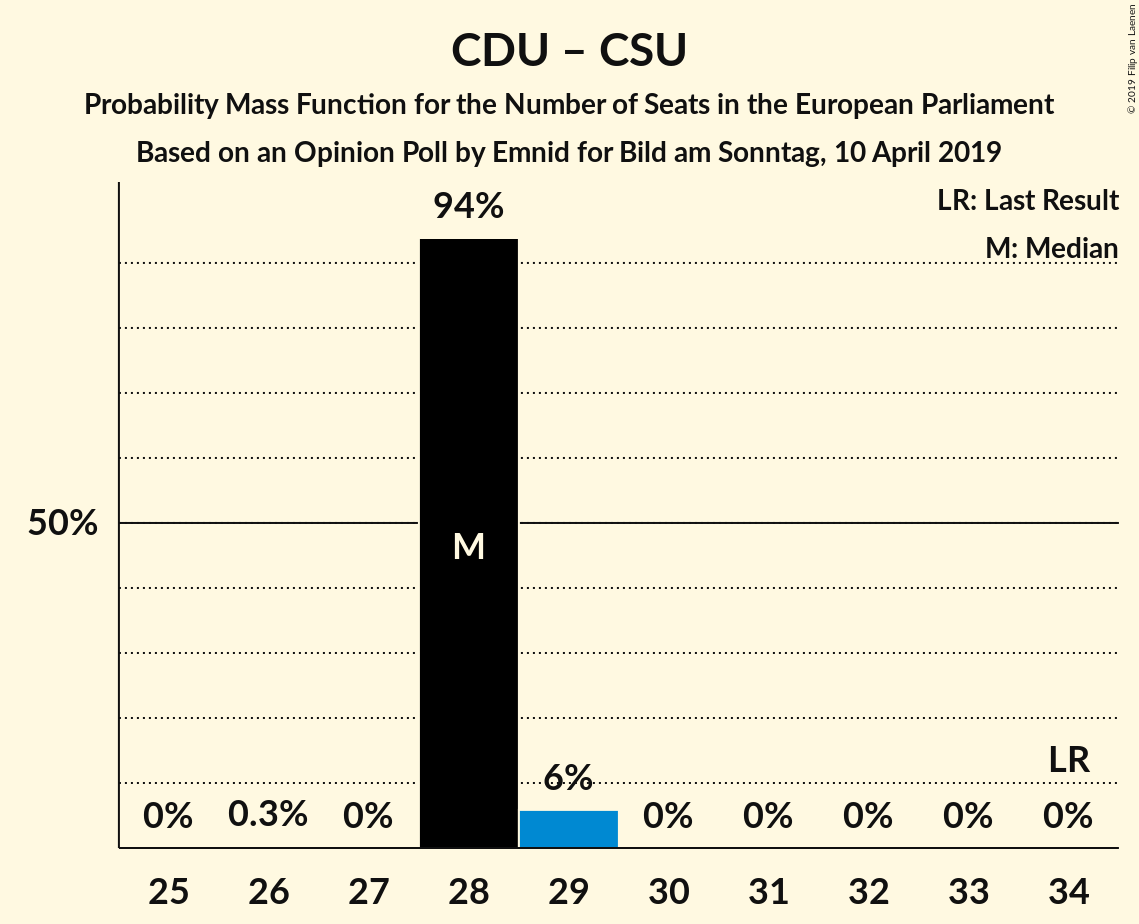 CDU – CSU
Probability Mass Function for the Number of Seats in the European Parliament
Based on an Opinion Poll by Emnid for Bild am Sonntag, 10 April 2019
© 2019 Filip van Laenen
LR: Last Result
M: Median
94%
50%
M
LR
6%
0% 0.3% 0% 0% 0% 0% 0% 0%
25 26 27 28 29 30 31 32 33 34